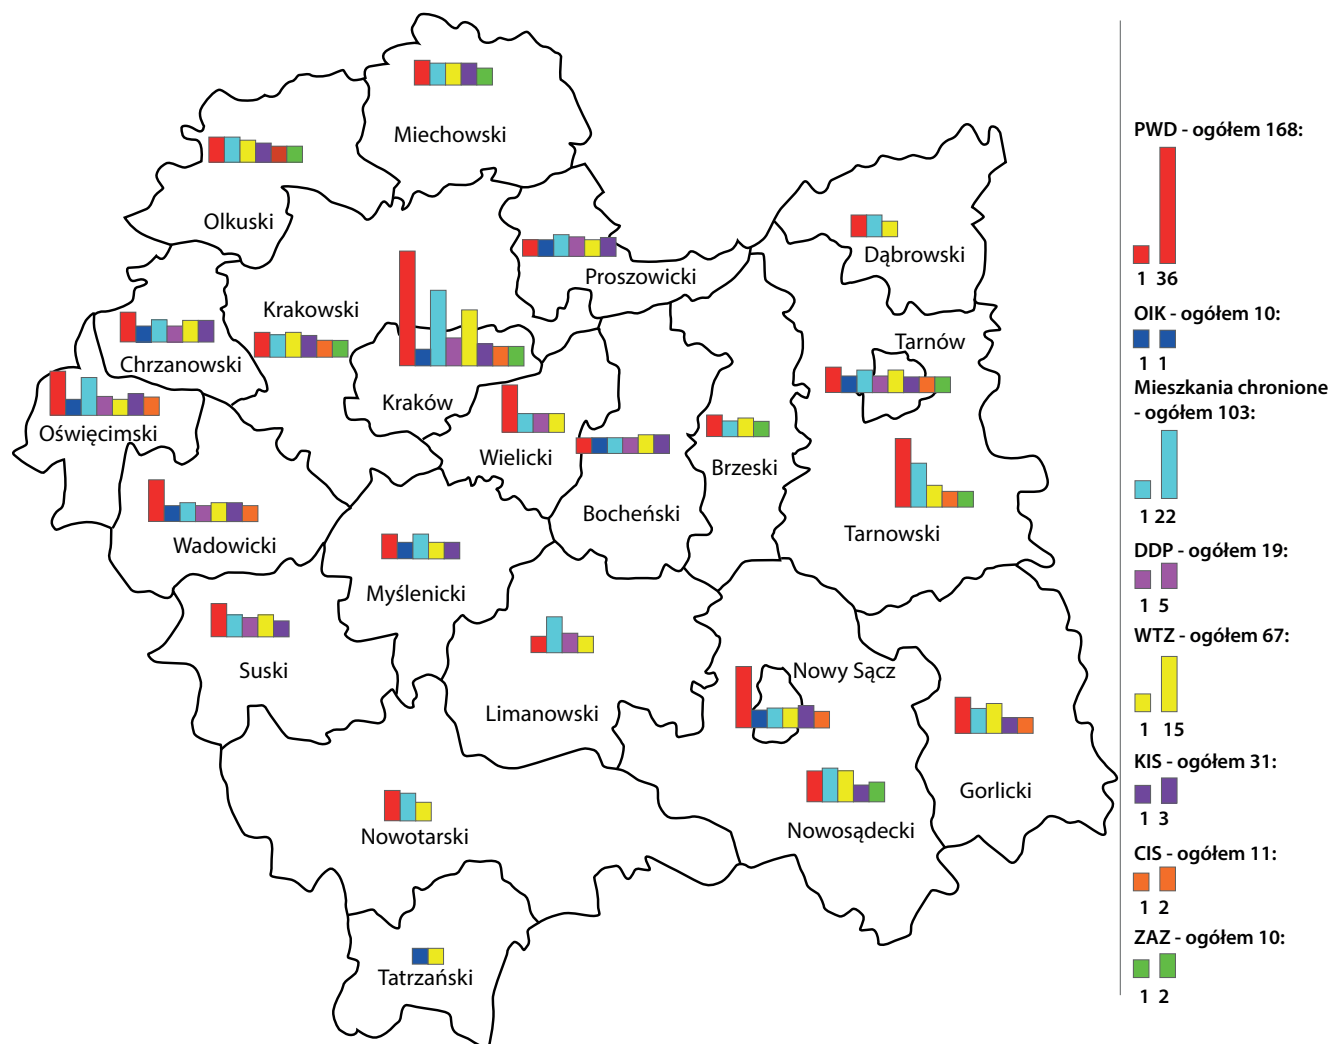 Miechowski
Olkuski
Dąbrowski
Proszowicki
Krakowski
Tarnów
Chrzanowski
Kraków
Oświęcimski
Wielicki
Brzeski
Bocheński
Tarnowski
Wadowicki
Myślenicki
Suski
Nowy Sącz
Limanowski
Gorlicki
Nowosądecki
Nowotarski
Tatrzański
PWD - ogółem 168:
1 36
OIK - ogółem 10:
1 1
Mieszkania chronione
- ogółem 103:
1 22
DDP - ogółem 19:
1 5
WTZ - ogółem 67:
1 15
KIS - ogółem 31:
1 3
CIS - ogółem 11:
1 2
ZAZ - ogółem 10:
1 2